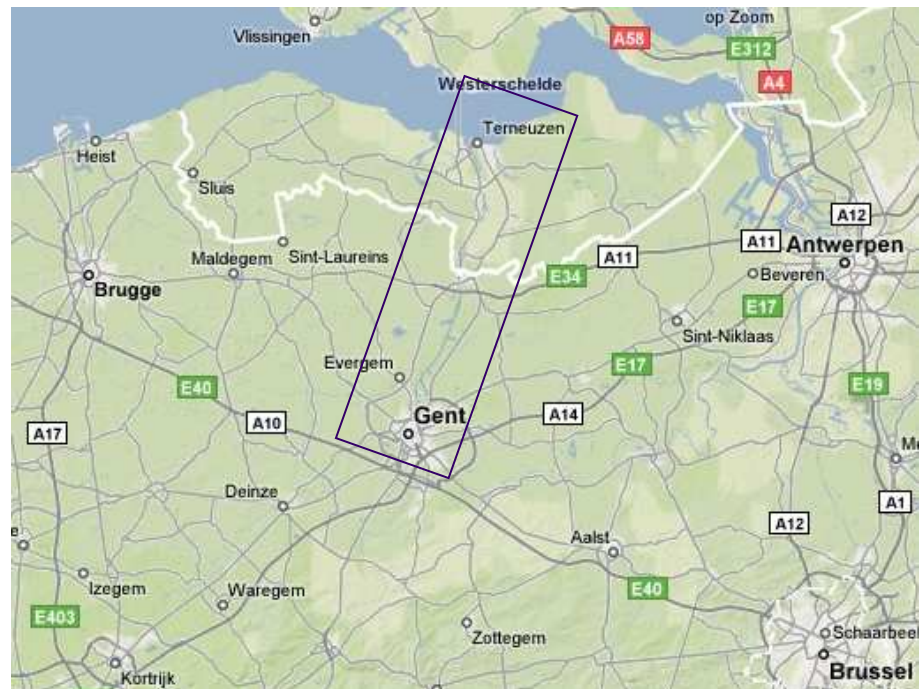 op Zoom
Vlissingen
A58
E312
Westerschelde
A4
Terneuzen
Heist
Sluis
A12
Sint-Laureins
A11
A11
Antwerpen
Maldegem
E34
Beveren
Brugge
E17
Sint-Niklaas
Evergem
E17
E40
E19
Gent
A14
A10
A17
Me
Deinze
A1
A12
e
Aalst
Izegem
E40
Waregem
E403
Zottegem
Schaarbeel
Brussel
Kortrijk